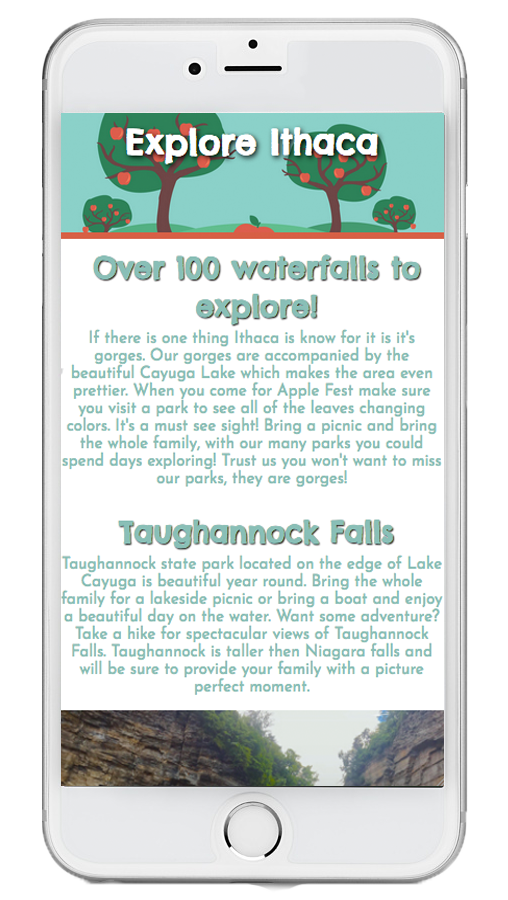 Explore Ithaca
Over 100 waterfalls to
explore!
If there is one thing Ithaca is know for it is it's
gorges. Our gorges are accompanied by the
beautiful Cayuga Lake which makes the area even
prettier. When you come for Apple Fest make sure
you visit a park to see all of the leaves changing
colors. It's a must see sight! Bring a picnic and bring
the whole family, with our many parks you could
spend days exploring! Trust us you won't want to miss
our parks, they are gorges!
Taughannock Falls
Taughannock state park located on the edge of Lake
Cayuga is beautiful year round. Bring the whole
family for a lakeside picnic or bring a boat and enjoy
a beautiful day on the water. Want some adventure?
Take a hike for spectacular views of Taughannock
Falls. Taughannock is taller then Niagara falls and
will be sure to provide your family with a picture
perfect moment.